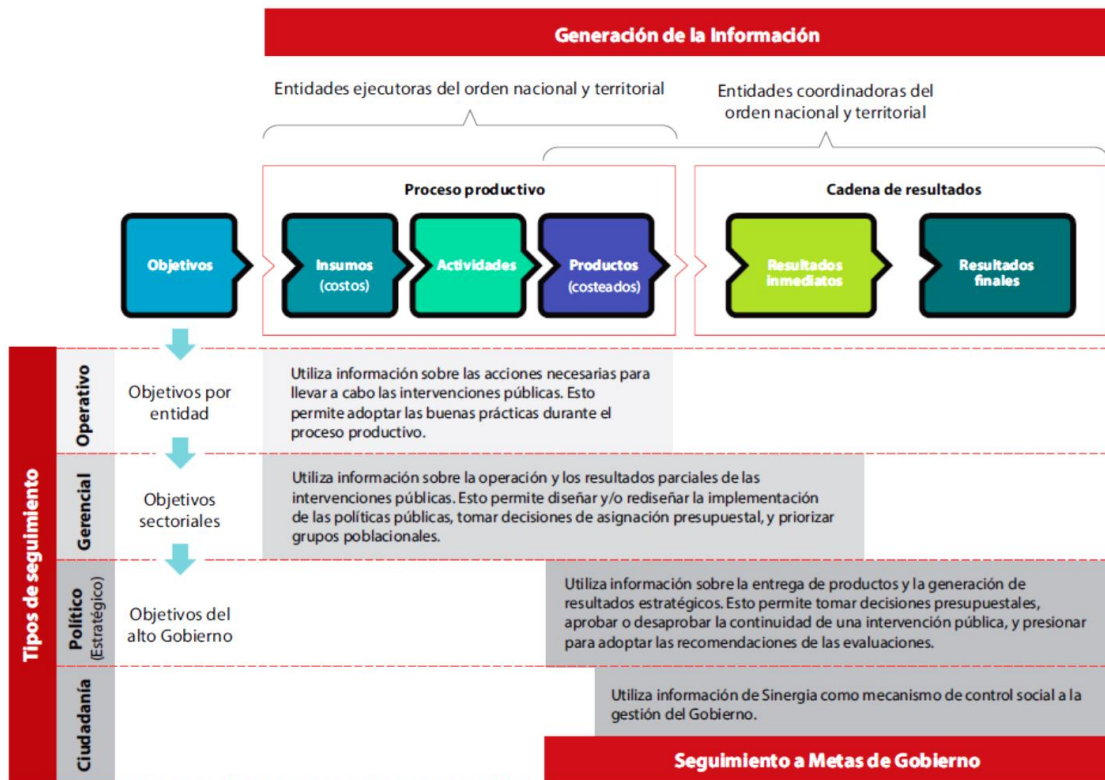 Generación de la Información
Entidades ejecutoras del orden nacional y territorial
Entidades coordinadoras del
orden nacional y territorial
Proceso productivo
Cadena de resultados
Objetivos
Insumos
(costos)
Actividades
Productos
(costeados)
Resultados
inmediatos
Resultados
finales
Tipos de seguimiento
Operativo
Objetivos por
entidad
Utiliza información sobre las acciones necesarias para
llevar a cabo las intervenciones públicas. Esto
permite adoptar las buenas prácticas durante el
proceso productivo.
Gerencial
Objetivos
sectoriales
Utiliza información sobre la operación y los resultados parciales de las
intervenciones públicas. Esto permite diseñar y/o rediseñar la implementación
de las políticas públicas, tomar decisiones de asignación presupuestal, y priorizar
grupos poblacionales.
Político
(Estratégico)
Objetivos del
alto Gobierno
Utiliza información sobre la entrega de productos y la generación de
resultados estratégicos. Esto permite tomar decisiones presupuestales,
aprobar o desaprobar la continuidad de una intervención pública, y presionar
para adoptar las recomendaciones de las evaluaciones.
Ciudadanía
Utiliza información de Sinergia como mecanismo de control social a la
gestión del Gobierno.
Seguimiento a Metas de Gobierno